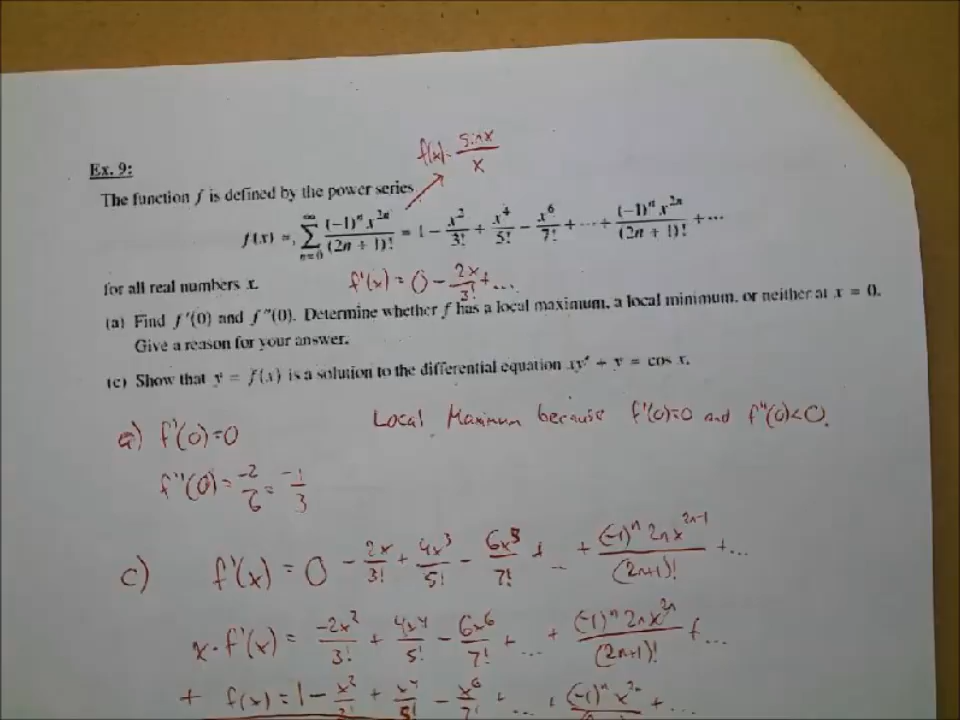 f(x) = sinx / x
Ex. 9:
The function f is defined by the power series
f(x) = ∑_{n=0}^{∞} (-1)^n x^{2n} / (2n + 1)! = 1 - x^2/3! + x^4/5! - x^6/7! + ⋯ + (-1)^n x^{2n} / (2n + 1)! + ⋯
for all real numbers x.
f'(x) = 0 - 2x/3! + ...
(a) Find f'(0) and f''(0). Determine whether f has a local maximum, a local minimum, or neither at x = 0.
Give a reason for your answer.
(c) Show that y = f(x) is a solution to the differential equation xy' + y = cos x.
Local Maximum because f'(0)=0 and f''(0)<0.
a) f'(0)=0
f''(0) = -2/6 = -1/3
c) f'(x) = 0 - 2x/3! + 4x^3/5! - 6x^5/7! + ... + (-1)^n 2n x^{2n-1} / (2n+1)! + ...
x · f'(x) = -2x^2/3! + 4x^4/5! - 6x^6/7! + ... + (-1)^n 2n x^{2n} / (2n+1)! + ...
+ f(x) = 1 - x^2/3! + x^4/5! - x^6/7! + ... + (-1)^n x^{2n} + ...